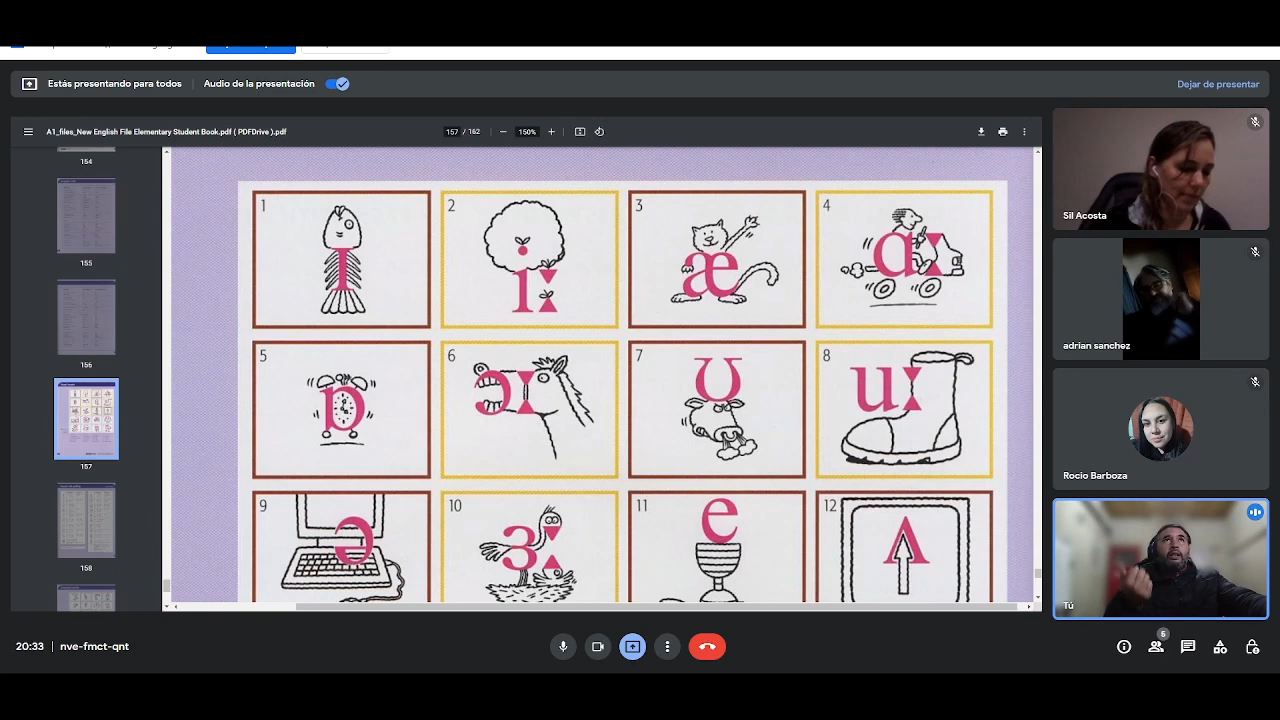 Estás presentando para todos
Audio de la presentación
Dejar de presentar
A1_files_New English File Elementary Student Book.pdf ( PDFDrive ).pdf
157 / 162
150%
154
155
156
157
158
1
ɪ
2
iː
3
æ
4
ɑː
5
ɒ
6
ɔː
7
ʊ
8
uː
9
ə
10
ɜː
11
e
12
ʌ
Sil Acosta
adrian sanchez
Rocio Barboza
Tú
20:33
nve-fmct-qnt
6